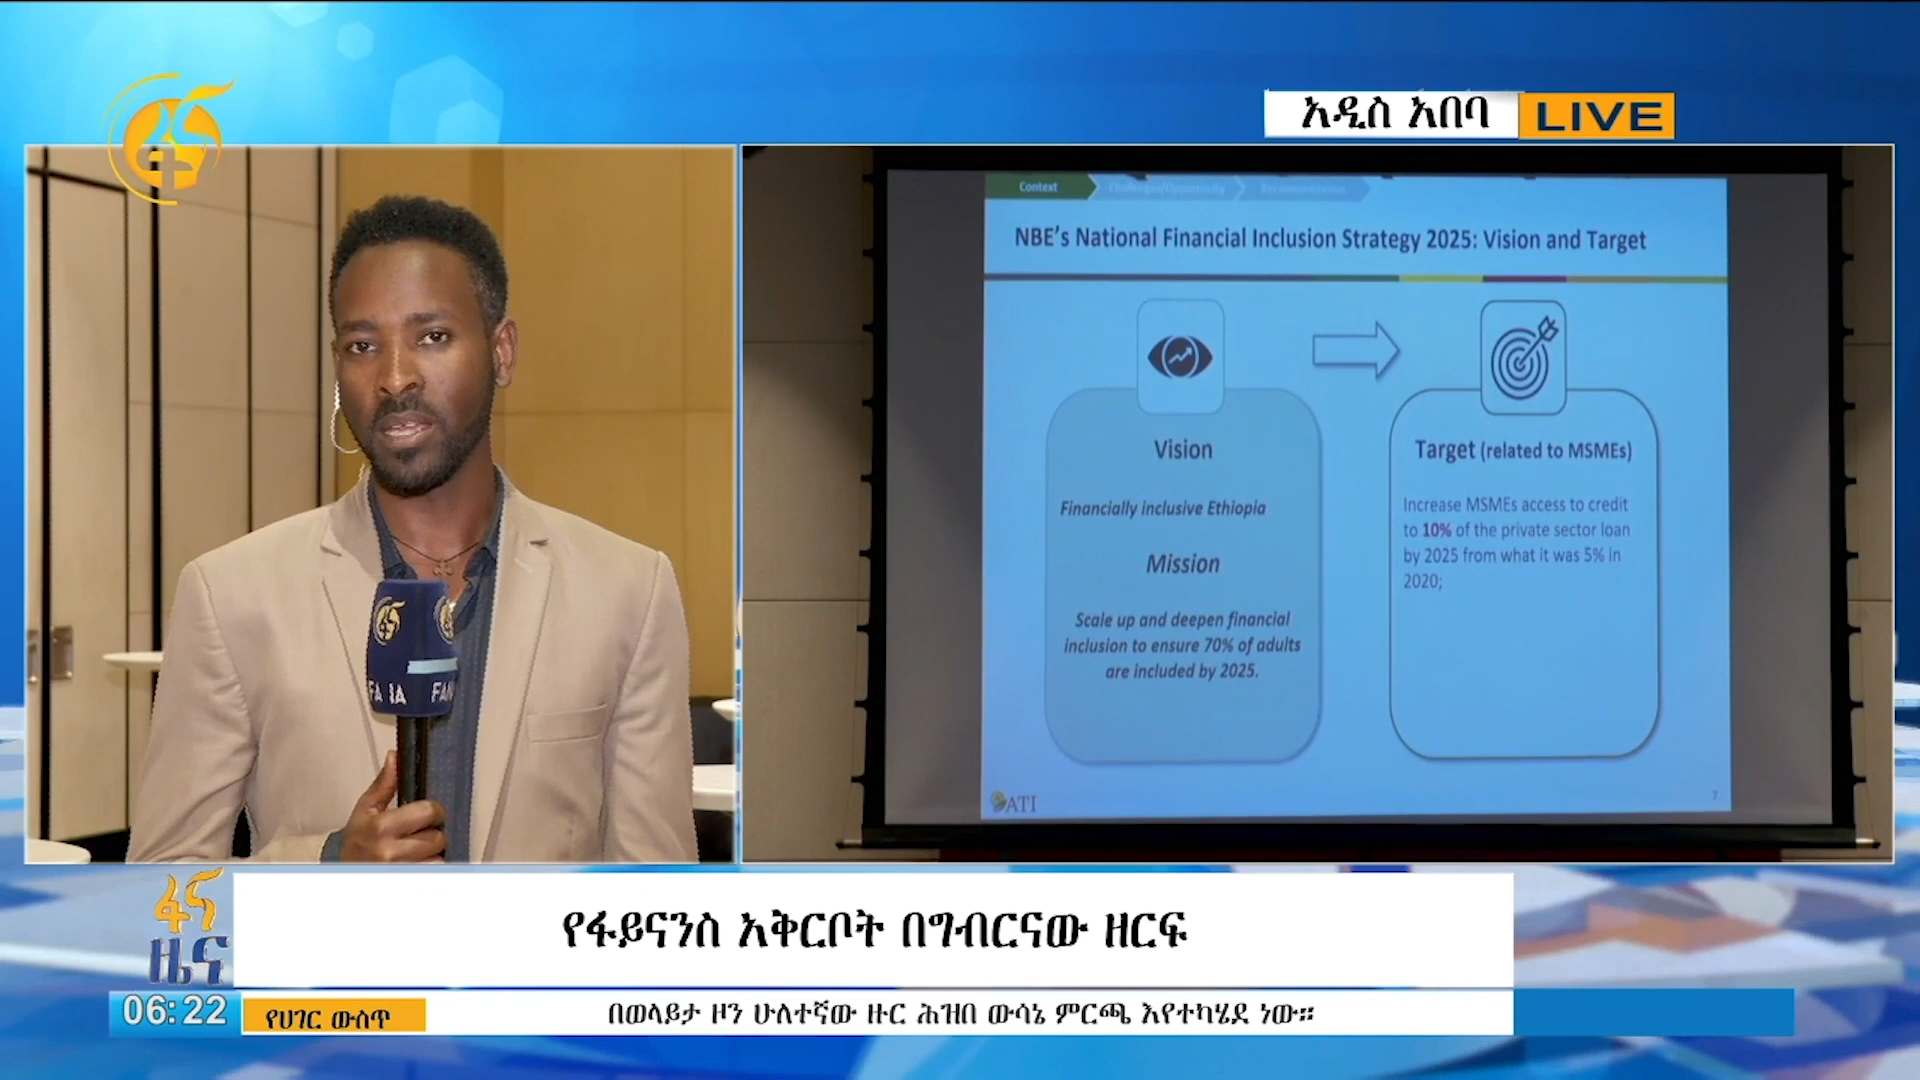 አዲስ አበባ LIVE
Context
Challenges/Opportunity
Recommendation
NBE's National Financial Inclusion Strategy 2025: Vision and Target
Vision
Financially inclusive Ethiopia
Mission
Scale up and deepen financial
inclusion to ensure 70% of adults
are included by 2025.
Target (related to MSMEs)
Increase MSMEs access to credit
to 10% of the private sector loan
by 2025 from what it was 5% in
2020;
ATI
7
ፋና
ዜና
የፋይናንስ አቅርቦት በግብርናው ዘርፍ
06:22
የሀገር ውስጥ
በወላይታ ዞን ሁለተኛው ዙር ሕዝበ ውሳኔ ምርጫ እየተካሄደ ነው።